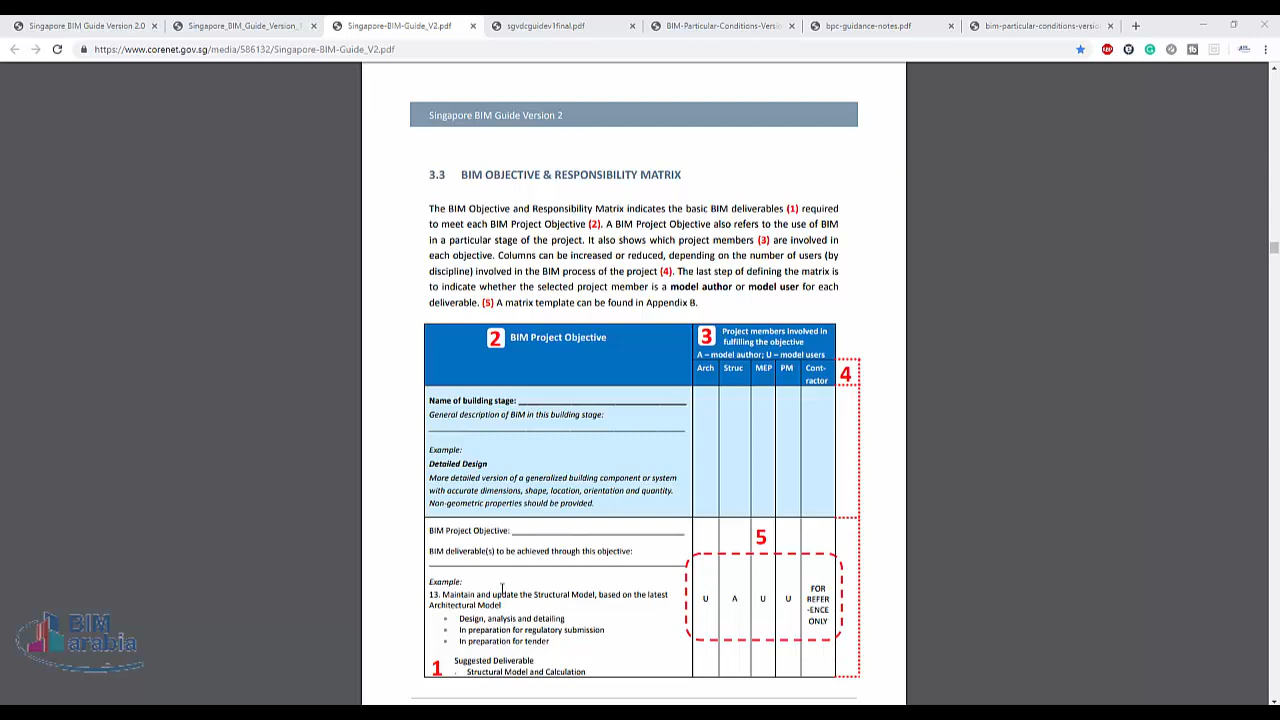 Singapore BIM Guide Version 2.0
Singapore_BIM_Guide_Version_
Singapore-BIM-Guide_V2.pdf
sgvdcguidev1final.pdf
BIM-Particular-Conditions-Versio
bpc-guidance-notes.pdf
bim-particular-conditions-versio
https://www.corenet.gov.sg/media/586132/Singapore-BIM-Guide_V2.pdf
Singapore BIM Guide Version 2
3.3 BIM OBJECTIVE & RESPONSIBILITY MATRIX
The BIM Objective and Responsibility Matrix indicates the basic BIM deliverables (1) required
to meet each BIM Project Objective (2). A BIM Project Objective also refers to the use of BIM
in a particular stage of the project. It also shows which project members (3) are involved in
each objective. Columns can be increased or reduced, depending on the number of users (by
discipline) involved in the BIM process of the project (4). The last step of defining the matrix is
to indicate whether the selected project member is a model author or model user for each
deliverable. (5) A matrix template can be found in Appendix B.
2 BIM Project Objective
3 Project members involved in
fulfilling the objective
A – model author; U – model users
Arch Struc MEP PM Cont-
ractor
4
Name of building stage:
General description of BIM in this building stage:
Example:
Detailed Design
More detailed version of a generalized building component or system
with accurate dimensions, shape, location, orientation and quantity.
Non-geometric properties should be provided.
BIM Project Objective:
5
BIM deliverable(s) to be achieved through this objective:
Example:
13. Maintain and update the Structural Model, based on the latest
Architectural Model
Design, analysis and detailing
In preparation for regulatory submission
In preparation for tender
U A U U
FOR
REFER
-ENCE
ONLY
1 Suggested Deliverable
Structural Model and Calculation
BIM
arabia